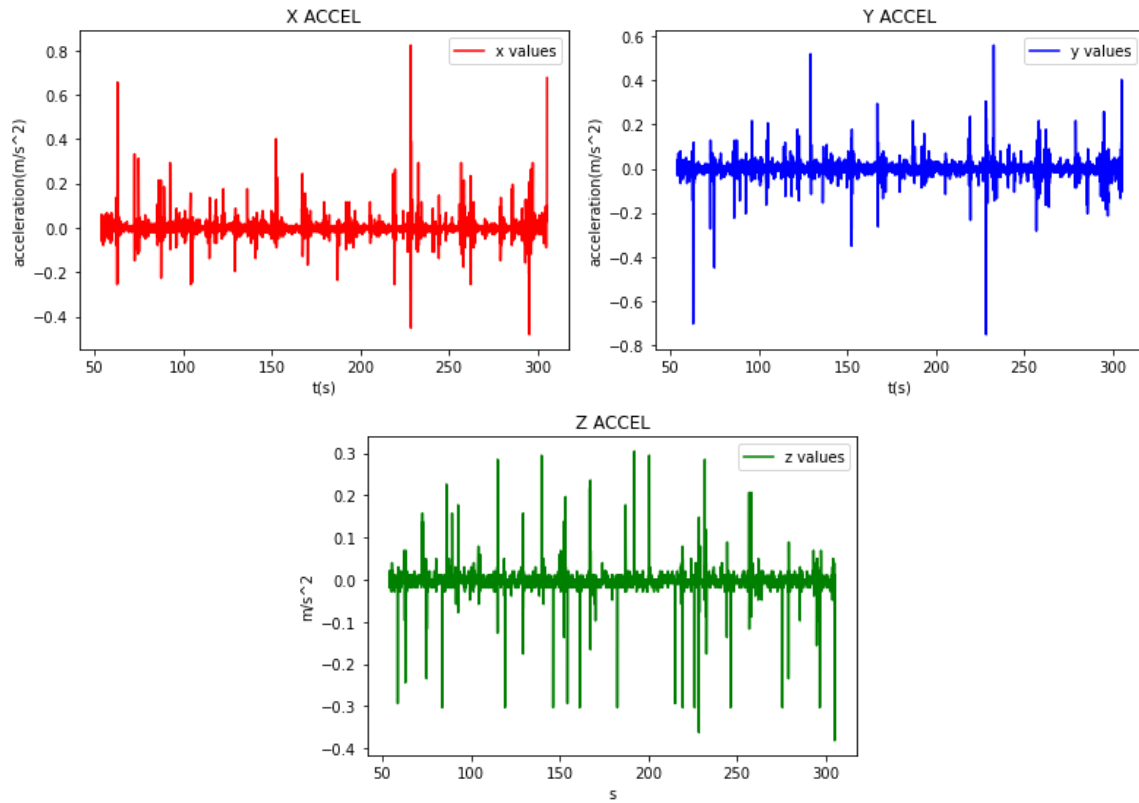 X ACCEL
x values
acceleration(m/s^2)
0.8
0.6
0.4
0.2
0.0
−0.2
−0.4
50 100 150 200 250 300
t(s)
Y ACCEL
y values
acceleration(m/s^2)
0.6
0.4
0.2
0.0
−0.2
−0.4
−0.6
−0.8
50 100 150 200 250 300
t(s)
Z ACCEL
z values
m/s^2
0.3
0.2
0.1
0.0
−0.1
−0.2
−0.3
−0.4
50 100 150 200 250 300
s